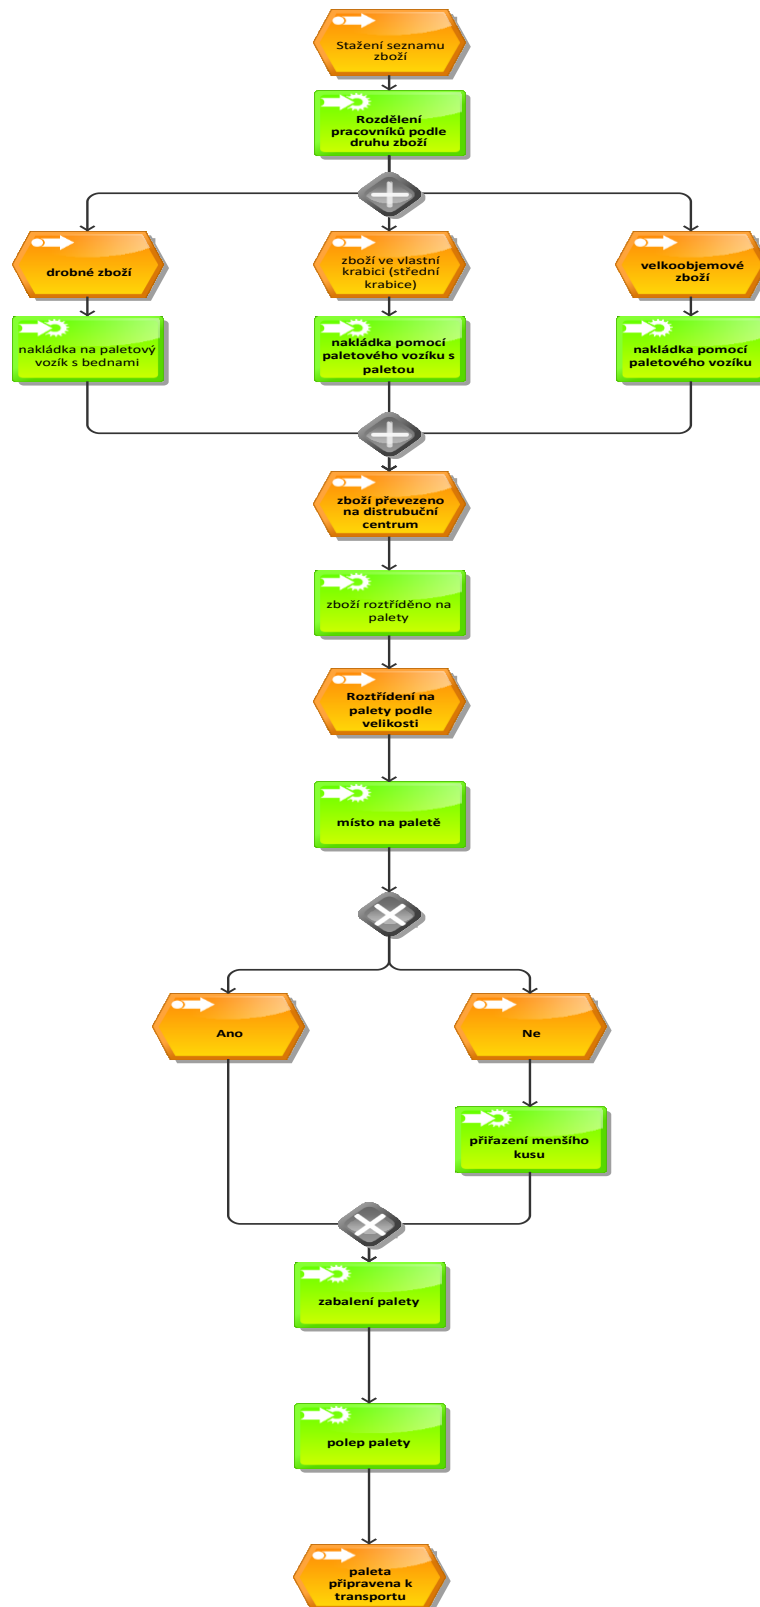 Stažení seznamu
zboží
Rozdělení
pracovníků podle
druhu zboží
drobné zboží
zboží ve vlastní
krabici (střední
krabice)
velkoobjemové
zboží
nakládka na paletový
vozík s bednami
nakládka pomocí
paletového vozíku s
paletou
nakládka pomocí
paletového vozíku
zboží převezeno
na distrubuční
centrum
zboží roztříděno na
palety
Roztřídení na
palety podle
velikosti
místo na paletě
Ano
Ne
přiřazení menšího
kusu
zabalení palety
polep palety
paleta
připravena k
transportu